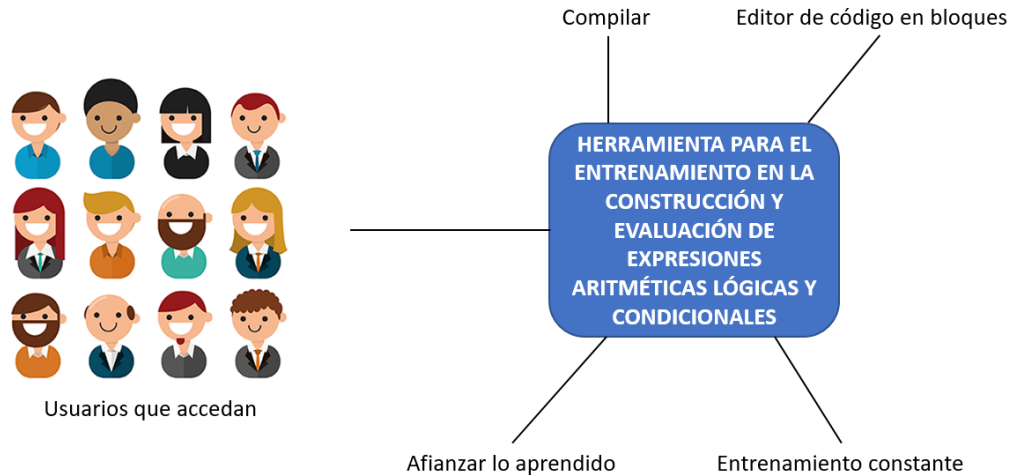 Compilar
Editor de código en bloques
HERRAMIENTA PARA EL
ENTRENAMIENTO EN LA
CONSTRUCCIÓN Y
EVALUACIÓN DE
EXPRESIONES
ARITMÉTICAS LÓGICAS Y
CONDICIONALES
Usuarios que accedan
Afianzar lo aprendido
Entrenamiento constante